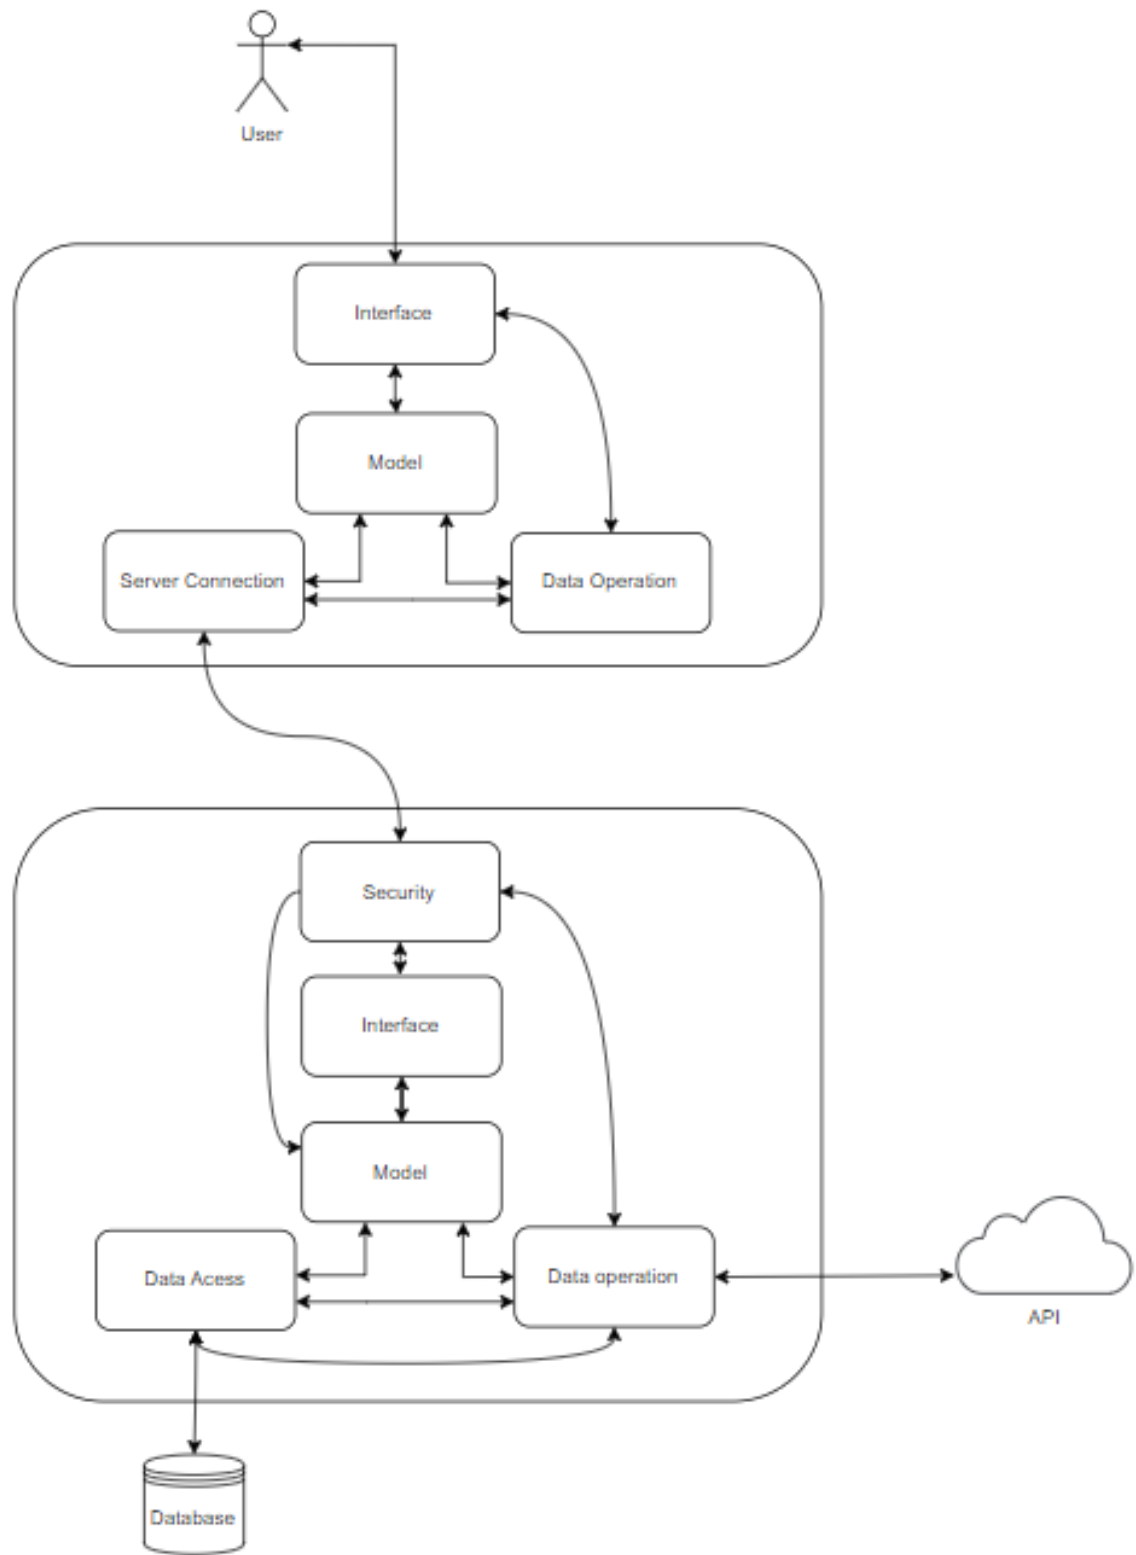 User
Interface
Model
Server Connection
Data Operation
Security
Interface
Model
Data Acess
Data operation
API
Database